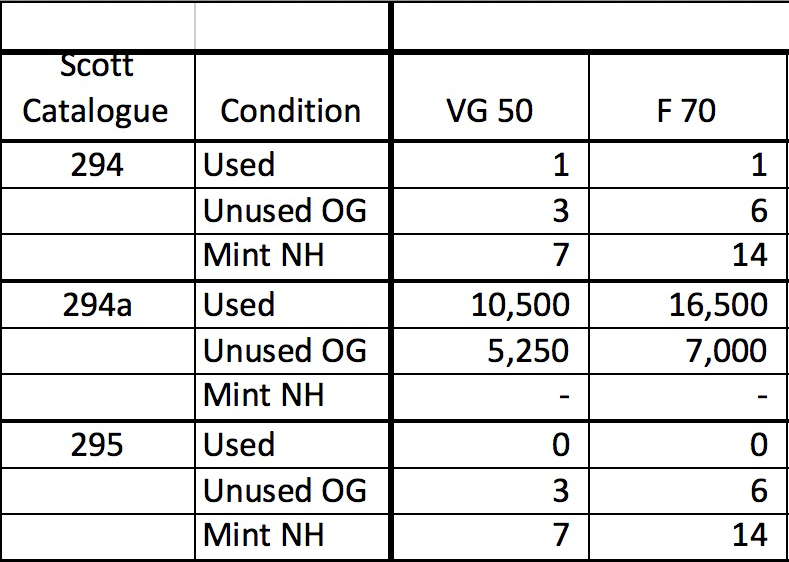 Scott
Catalogue Condition VG 50 F 70
294 Used 1 1
Unused OG 3 6
Mint NH 7 14
294a Used 10,500 16,500
Unused OG 5,250 7,000
Mint NH - -
295 Used 0 0
Unused OG 3 6
Mint NH 7 14